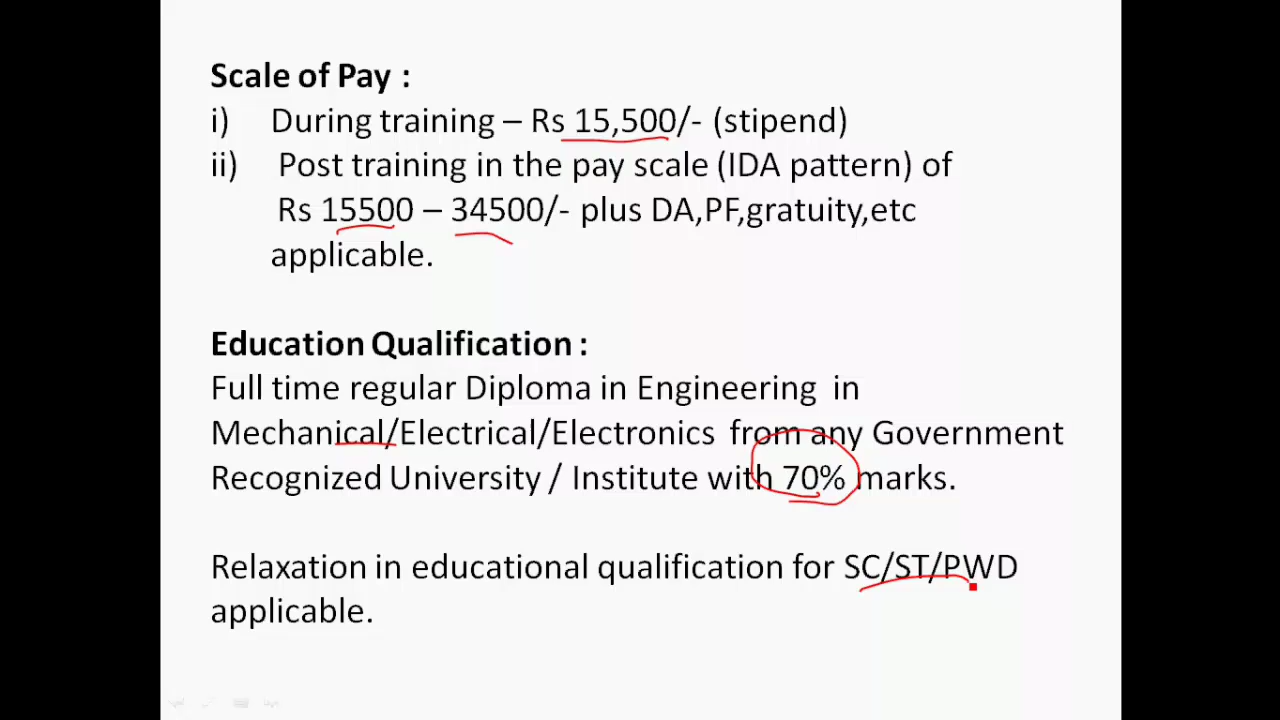 Scale of Pay :
i) During training – Rs 15,500/- (stipend)
ii) Post training in the pay scale (IDA pattern) of
Rs 15500 – 34500/- plus DA,PF,gratuity,etc
applicable.
Education Qualification :
Full time regular Diploma in Engineering in
Mechanical/Electrical/Electronics from any Government
Recognized University / Institute with 70% marks.
Relaxation in educational qualification for SC/ST/PWD
applicable.